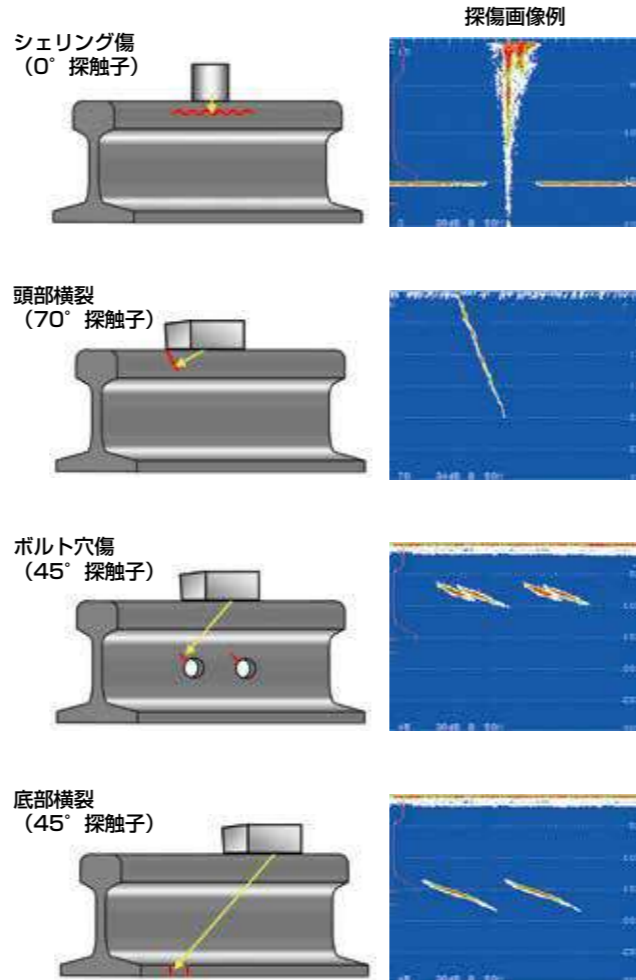 探傷画像例
シェリング傷
（0°探触子）
頭部横裂
（70°探触子）
ボルト穴傷
（45°探触子）
底部横裂
（45°探触子）